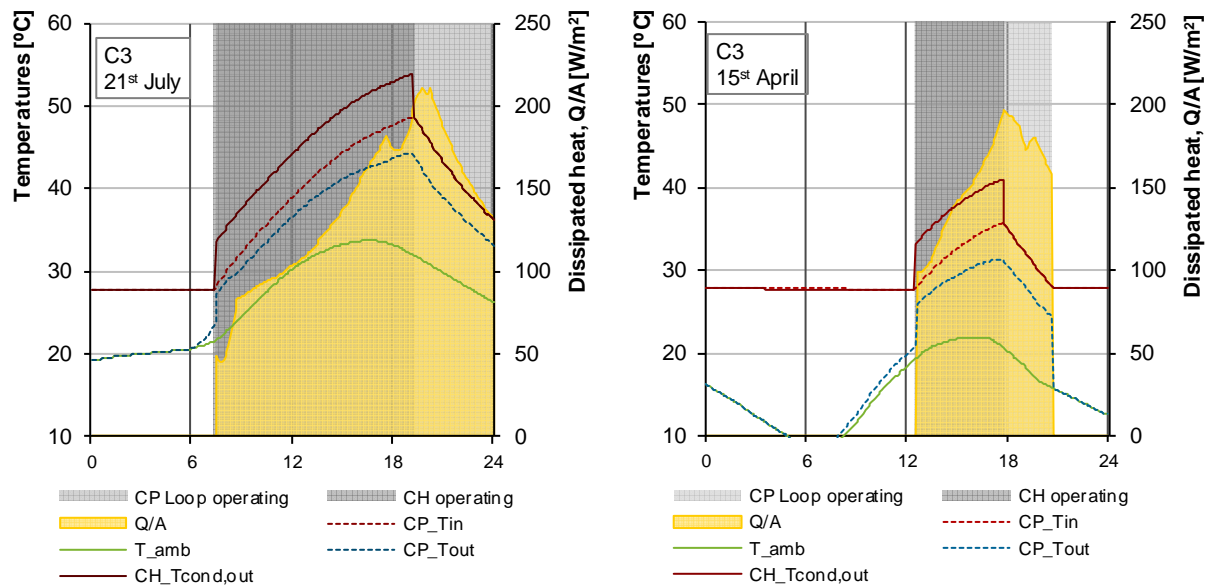 Temperatures [ºC]
60
50
40
30
20
10
C3
21st July
250
200
150
100
50
0
Dissipated heat, Q/A [W/m²]
0 6 12 18 24
CP Loop operating CH operating
Q/A CP_Tin
T_amb CP_Tout
CH_Tcond,out
Temperatures [ºC]
60
50
40
30
20
10
C3
15st April
250
200
150
100
50
0
Dissipated heat, Q/A [W/m²]
0 6 12 18 24
CP Loop operating CH operating
Q/A CP_Tin
T_amb CP_Tout
CH_Tcond,out